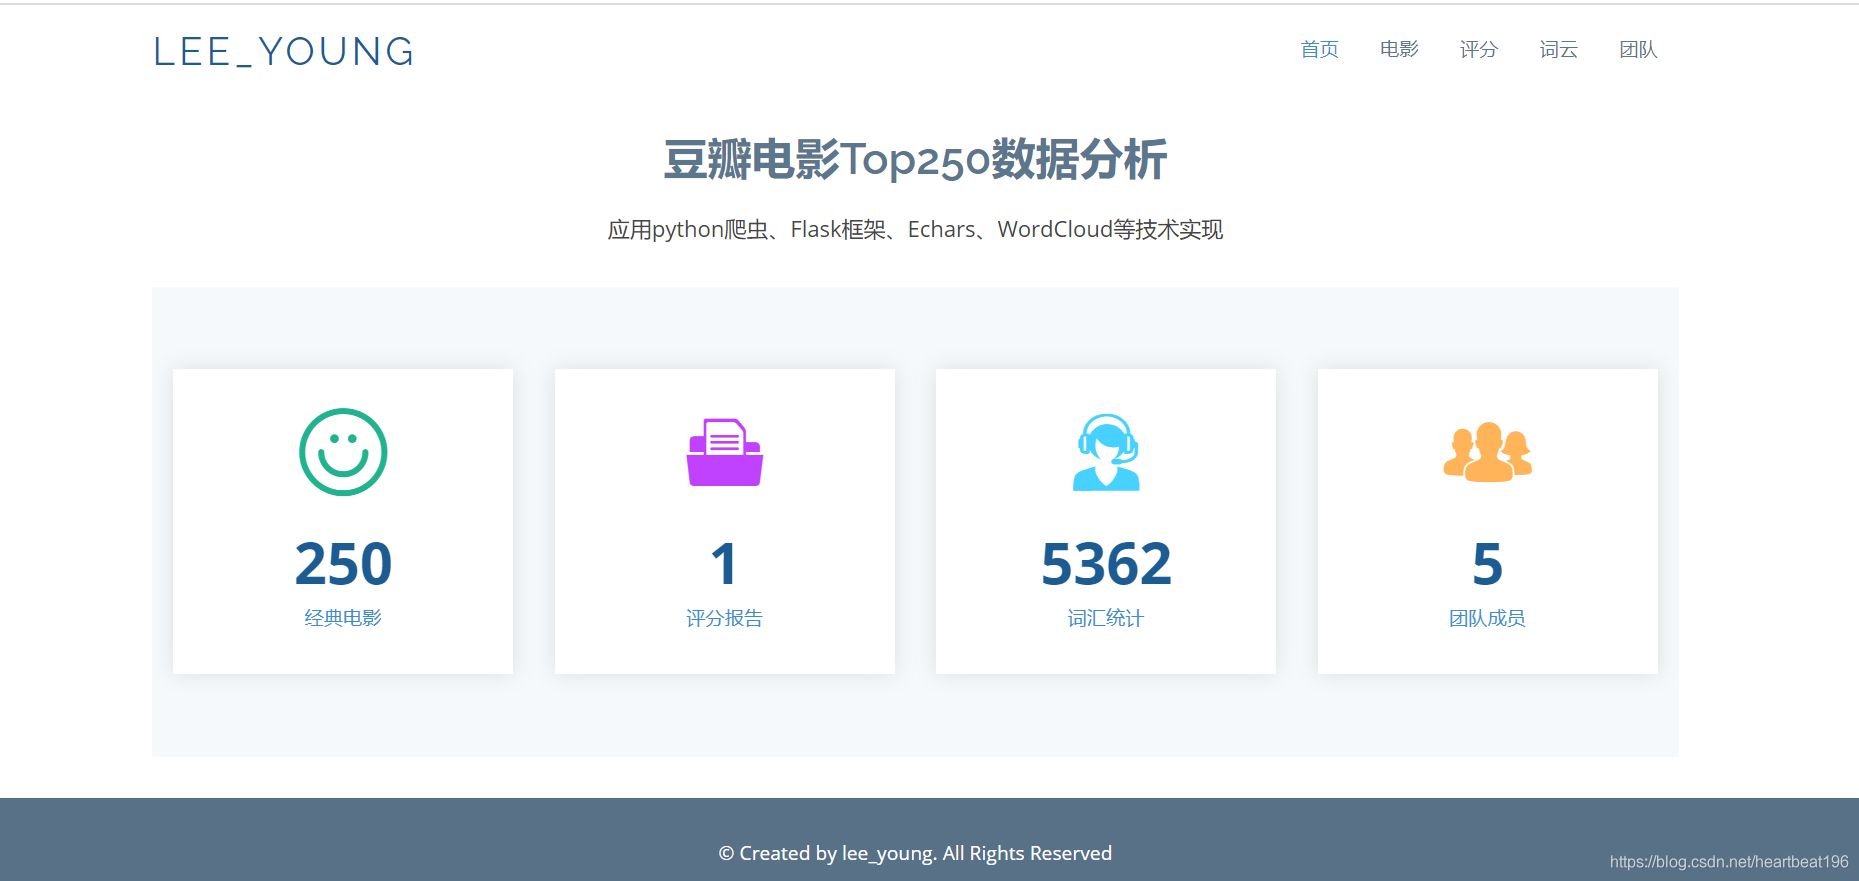 LEE_YOUNG
首页 电影 评分 词云 团队
豆瓣电影Top250数据分析
应用python爬虫、Flask框架、Echars、WordCloud等技术实现
250
经典电影
1
评分报告
5362
词汇统计
5
团队成员
© Created by lee_young. All Rights Reserved
https://blog.csdn.net/heartbeat196